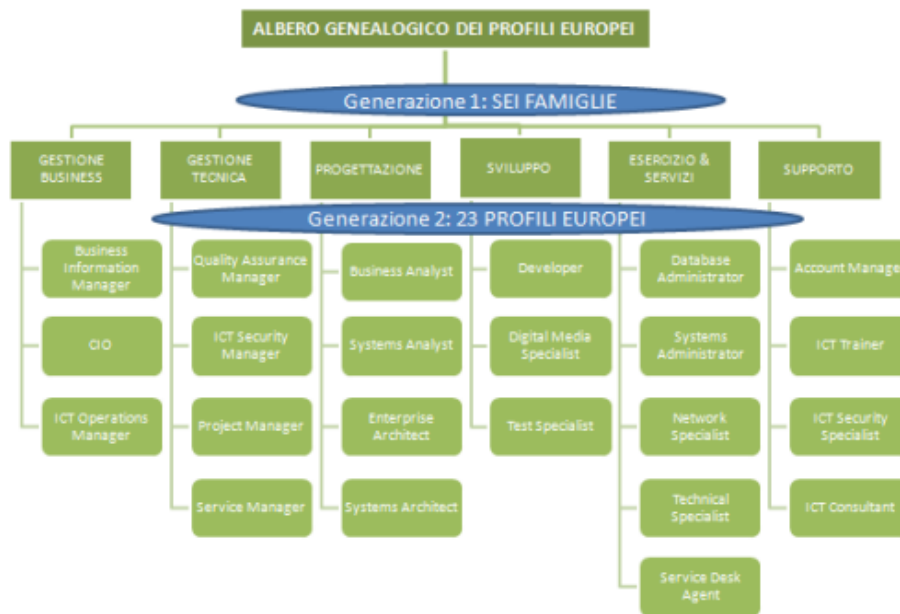 ALBERO GENEALOGICO DEI PROFILI EUROPEI
Generazione 1: SEI FAMIGLIE
GESTIONE
BUSINESS
GESTIONE
TECNICA
PROGETTAZIONE
SVILUPPO
ESERCIZIO &
SERVIZI
SUPPORTO
Generazione 2: 23 PROFILI EUROPEI
Business
Information
Manager
CIO
ICT Operations
Manager
Quality Assurance
Manager
ICT Security
Manager
Project Manager
Service Manager
Business Analyst
Systems Analyst
Enterprise
Architect
Systems Architect
Developer
Digital Media
Specialist
Test Specialist
Database
Administrator
Systems
Administrator
Network
Specialist
Technical
Specialist
Service Desk
Agent
Account Manage
ICT Trainer
ICT Security
Specialist
ICT Consultant